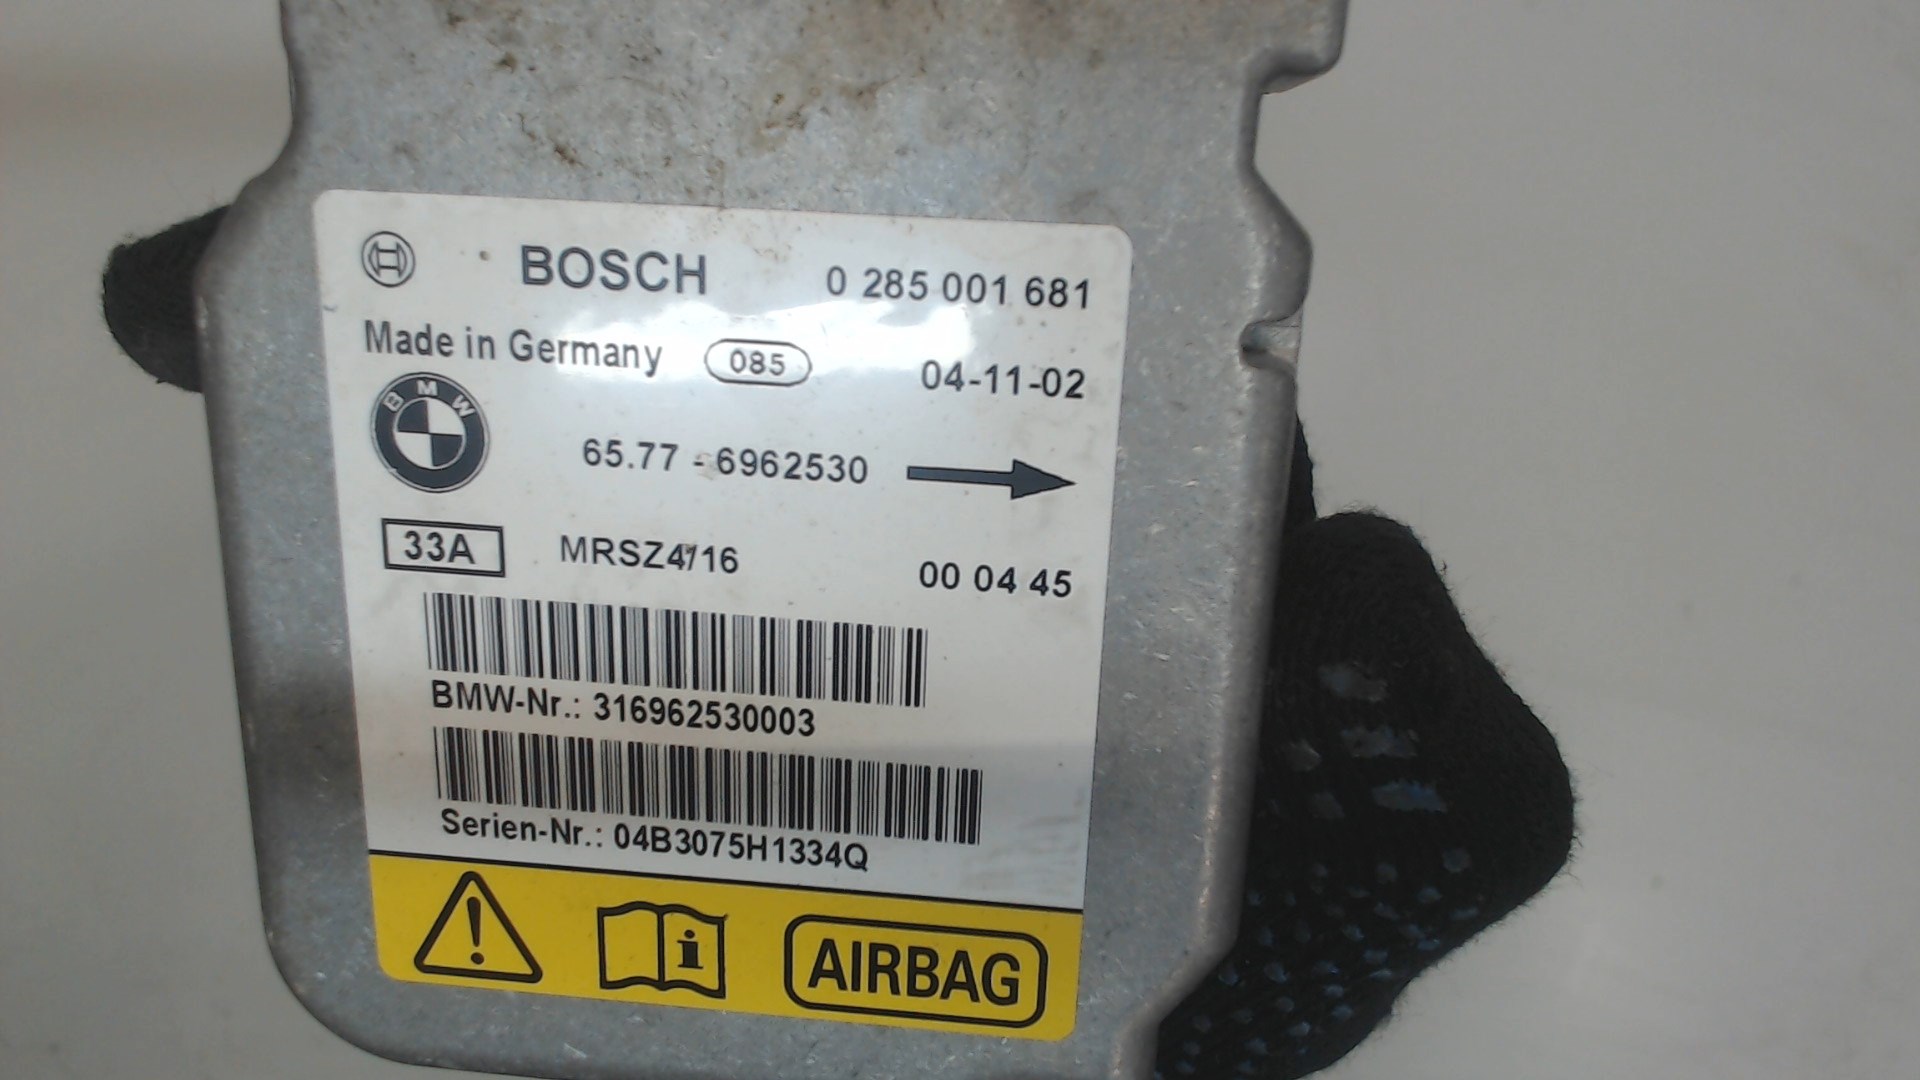 BOSCH 0 285 001 681
Made in Germany 085 04-11-02
BMW
65.77 - 6962530
33A MRSZ4/16 00 04 45
BMW-Nr.: 316962530003
Serien-Nr.: 04B3075H1334Q
AIRBAG